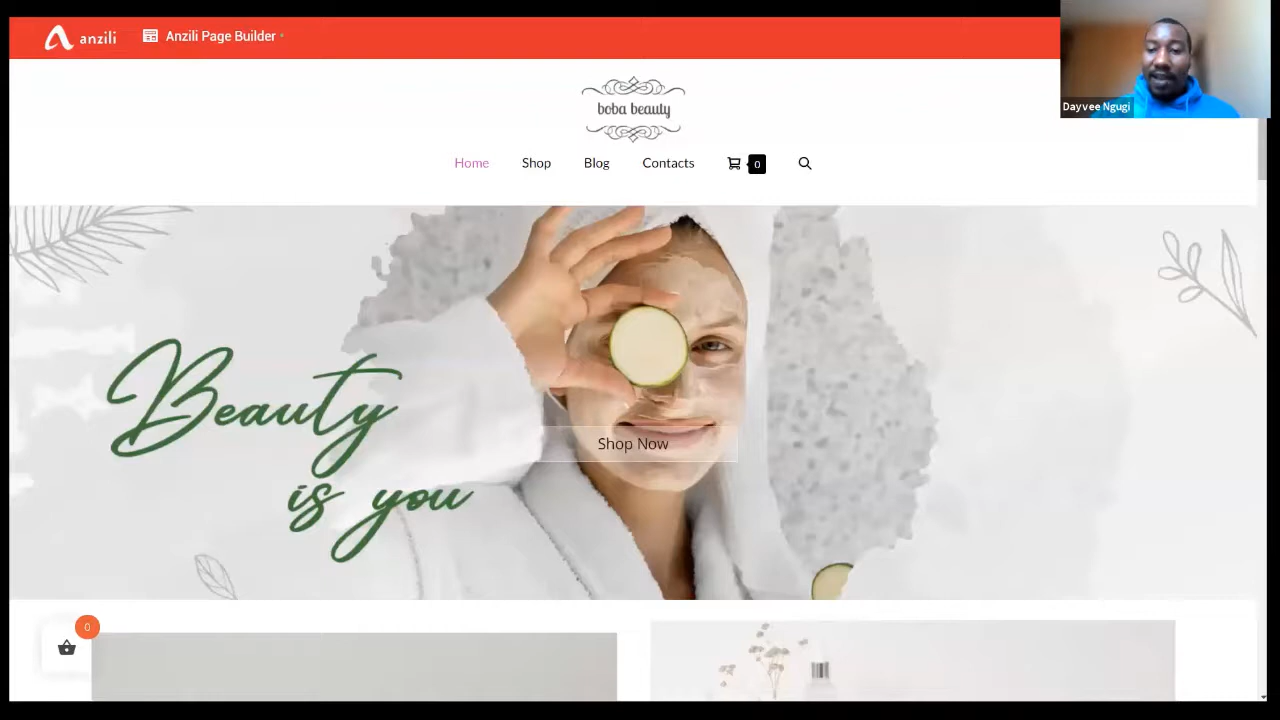 anzili
Anzili Page Builder
Dayvee Ngugi
boba beauty
Home Shop Blog Contacts 0
Beauty
is you
Shop Now
0